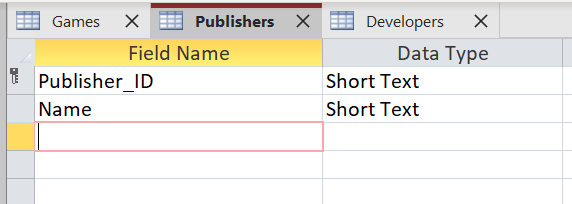 Games Publishers Developers
Field Name Data Type
Publisher_ID Short Text
Name Short Text